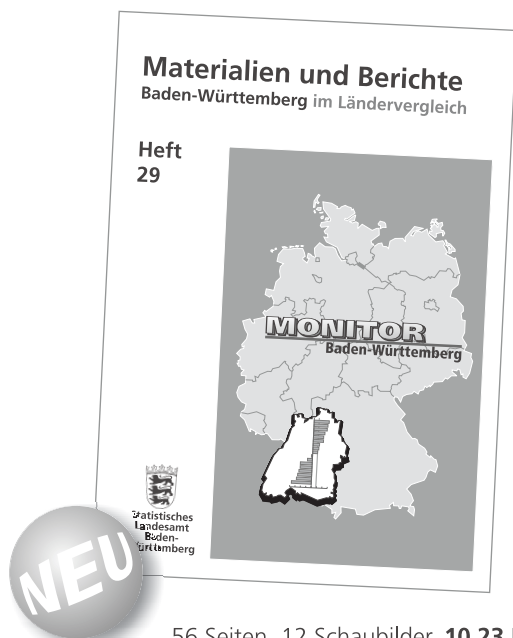 Materialien und Berichte
Baden-Württemberg im Ländervergleich
Heft
29
MONITOR
Baden-Württemberg
Statistisches
Landesamt
Baden-
Württemberg
NEU
56 Seiten, 12 Schaubilder, 10,23